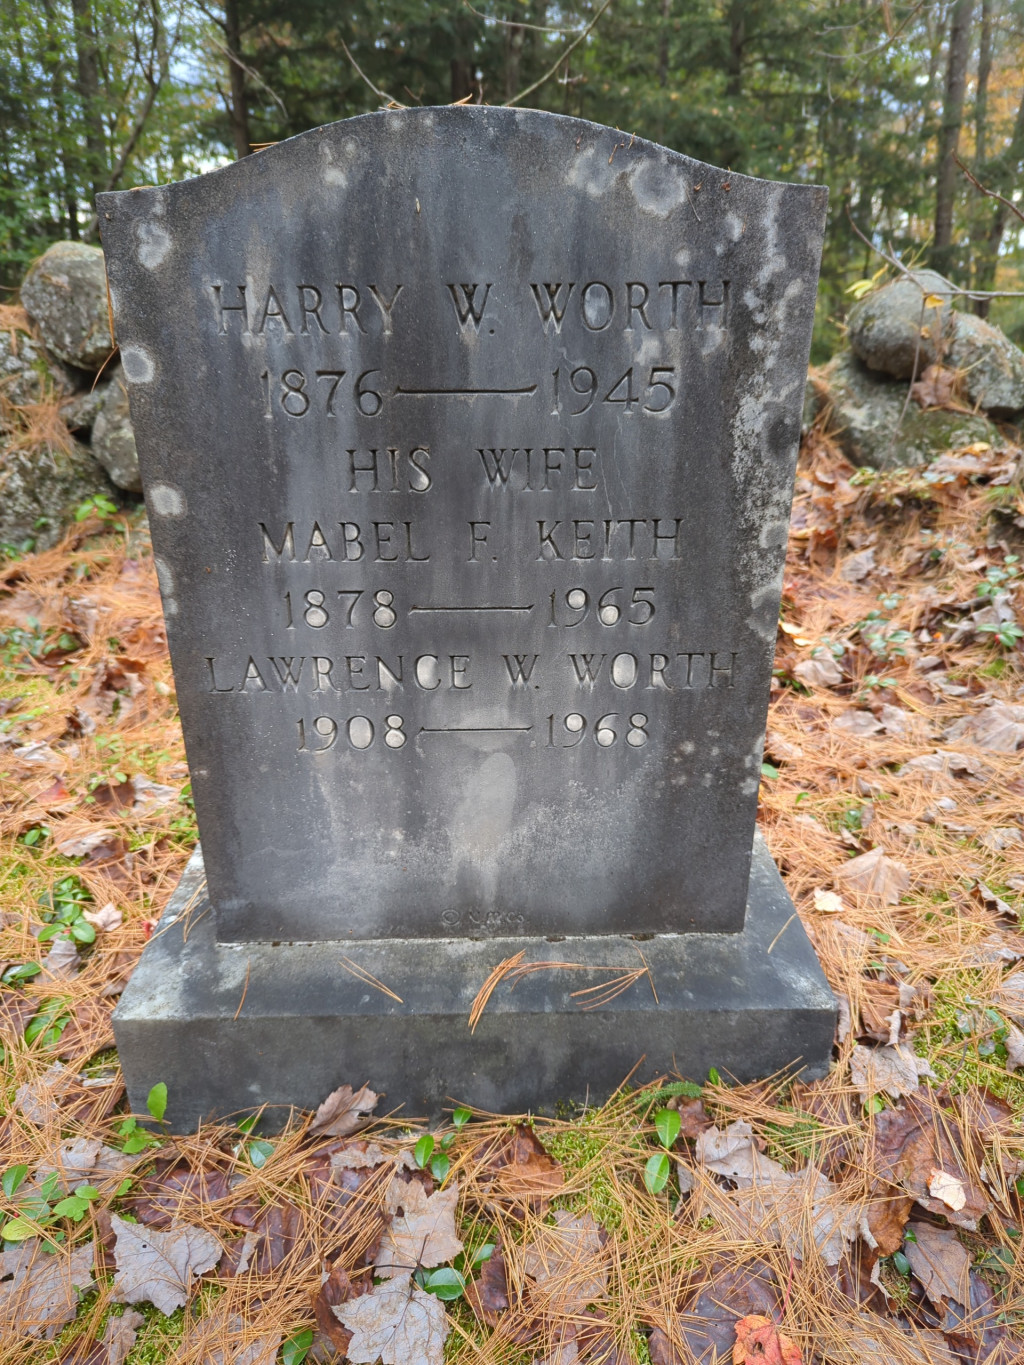 HARRY W. WORTH
1876 — 1945
HIS WIFE
MABEL F. KEITH
1878 — 1965
LAWRENCE W. WORTH
1908 — 1968